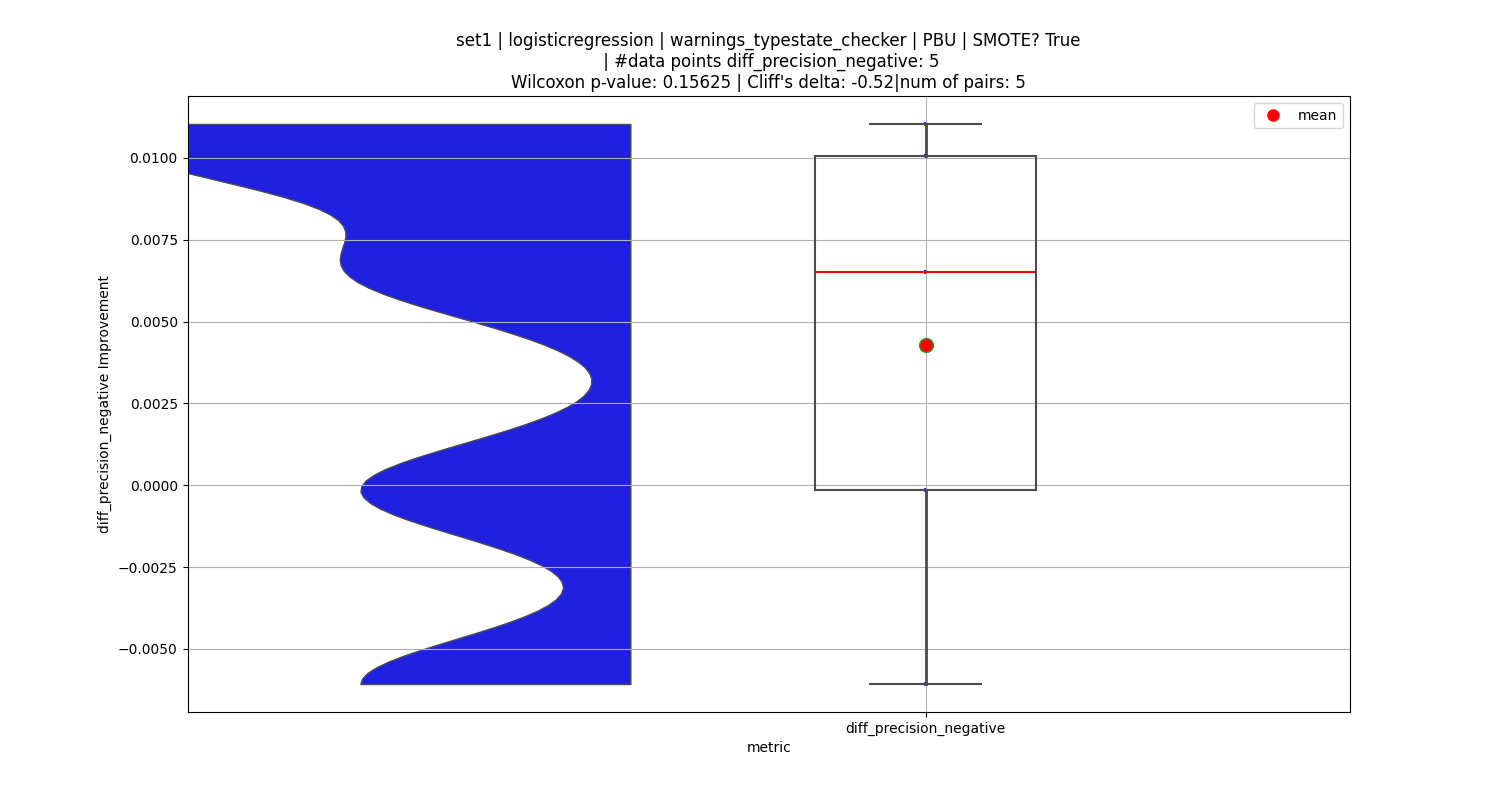 set1 | logisticregression | warnings_typestate_checker | PBU | SMOTE? True
| #data points diff_precision_negative: 5
Wilcoxon p-value: 0.15625 | Cliff's delta: -0.52|num of pairs: 5
mean
0.0100
0.0075
0.0050
0.0025
0.0000
−0.0025
−0.0050
diff_precision_negative Improvement
diff_precision_negative
metric